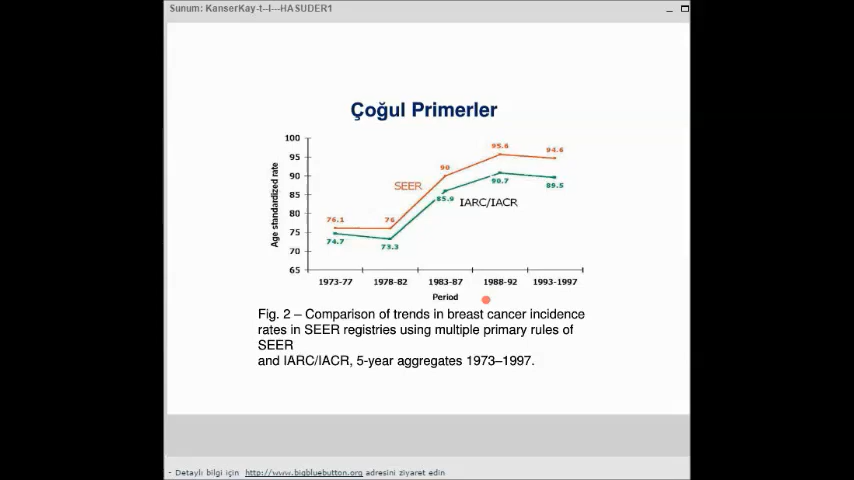 Sunum: KanserKay-t--I---HASUDER1
Çoğul Primerler
100
95
90
85
80
75
70
65
Age standardized rate
95.6
94.6
90
SEER
90.7
89.5
85.9
IARC/IACR
76.1
76
74.7
73.3
1973-77 1978-82 1983-87 1988-92 1993-1997
Period
Fig. 2 – Comparison of trends in breast cancer incidence
rates in SEER registries using multiple primary rules of
SEER
and IARC/IACR, 5-year aggregates 1973–1997.
- Detaylı bilgi için http://www.bigbluebutton.org adresini ziyaret edin